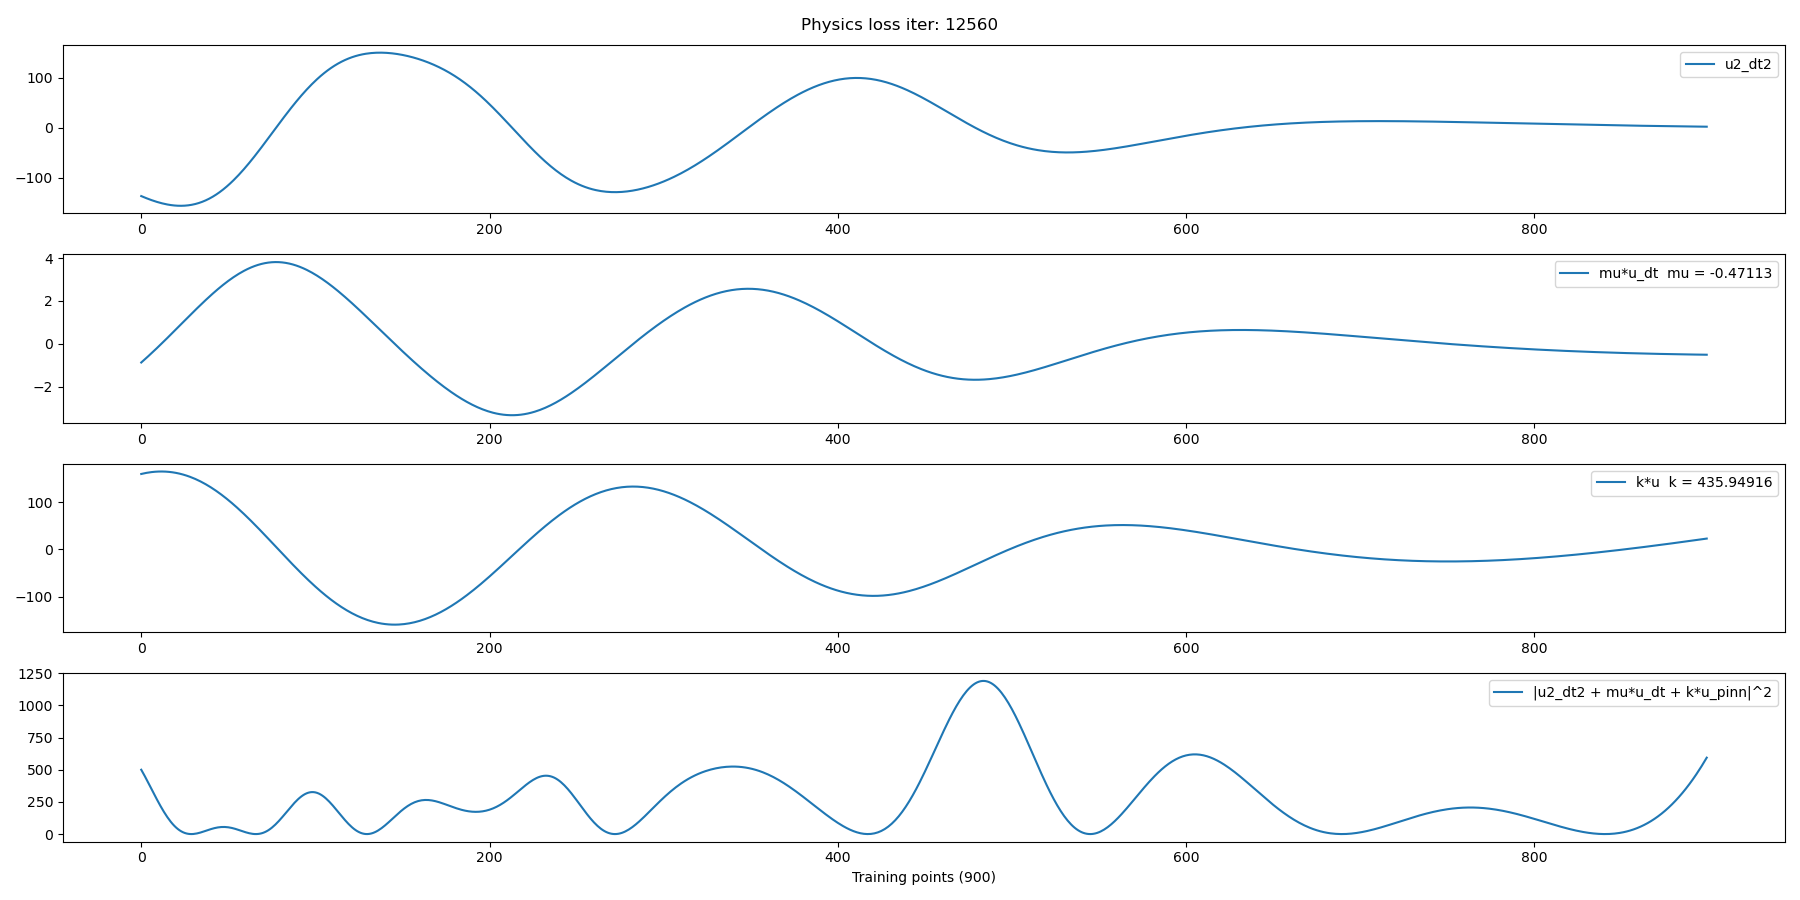 Physics loss iter: 12560
100
0
−100
u2_dt2
0 200 400 600 800
4
2
0
−2
mu*u_dt  mu = -0.47113
0 200 400 600 800
100
0
−100
k*u  k = 435.94916
0 200 400 600 800
1250
1000
750
500
250
0
|u2_dt2 + mu*u_dt + k*u_pinn|^2
0 200 400 600 800
Training points (900)